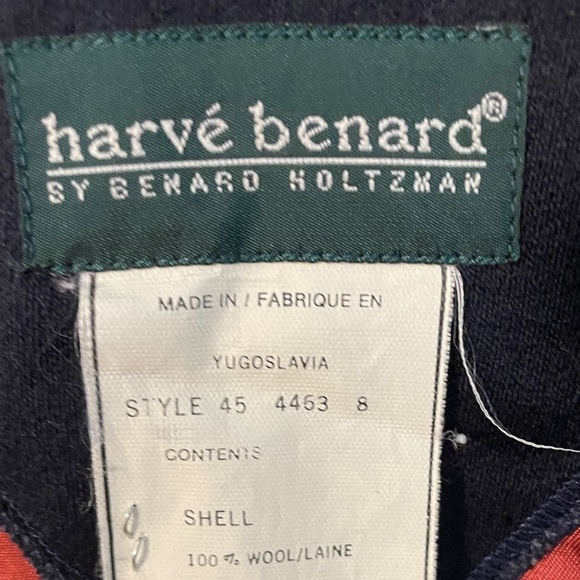 harvé benard®
BY BENARD HOLTZMAN
MADE IN / FABRIQUE EN
YUGOSLAVIA
STYLE 45 4463 8
CONTENTS
SHELL
100 % WOOL/LAINE